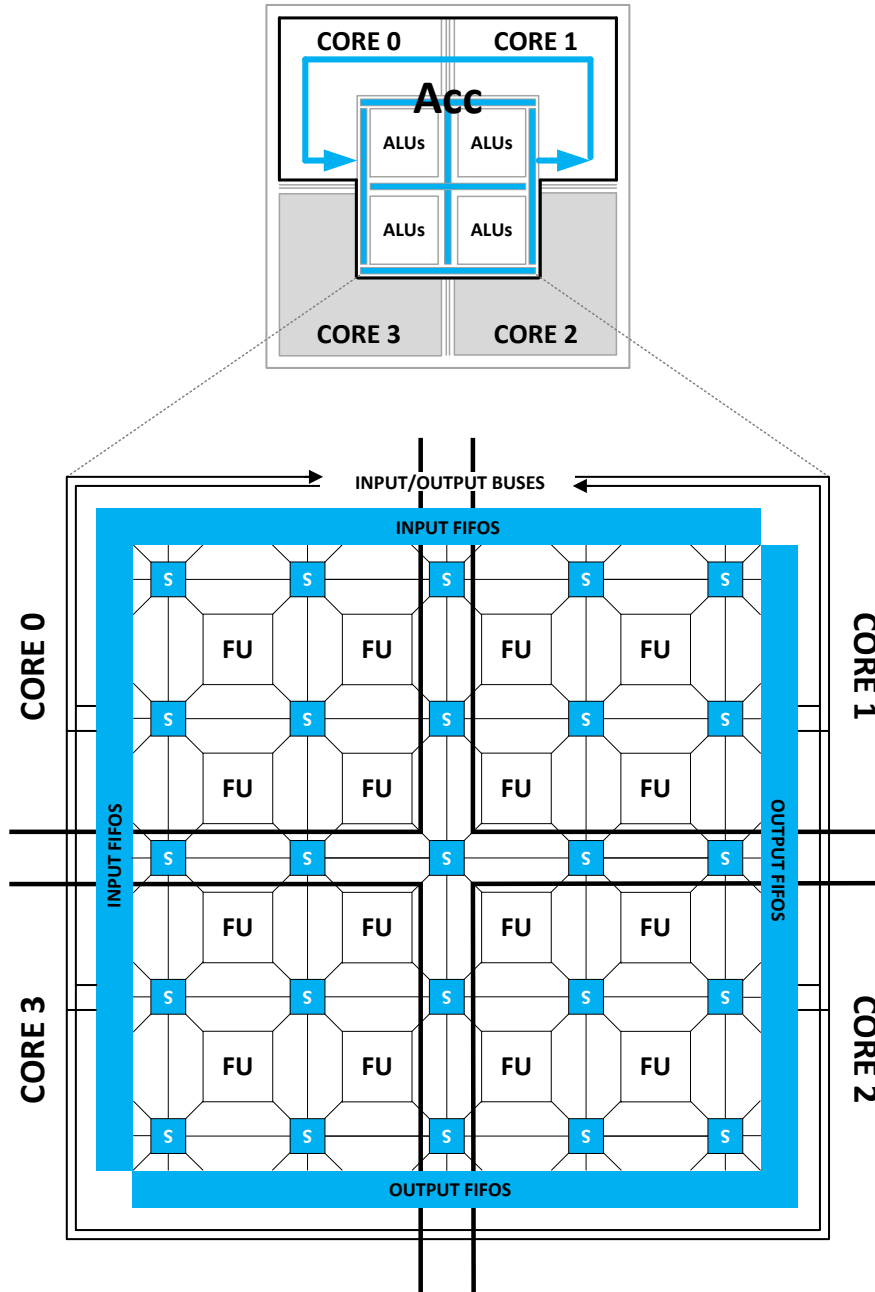 CORE 0 CORE 1
Acc
ALUs ALUs
ALUs ALUs
CORE 3 CORE 2
INPUT/OUTPUT BUSES
INPUT FIFOS
S S S S S
CORE 0
FU FU FU FU
CORE 1
S S S S S
FU FU FU FU
INPUT FIFOS
OUTPUT FIFOS
S S S S S
FU FU FU FU
S S S S S
CORE 3
FU FU FU FU
CORE 2
S S S S S
OUTPUT FIFOS